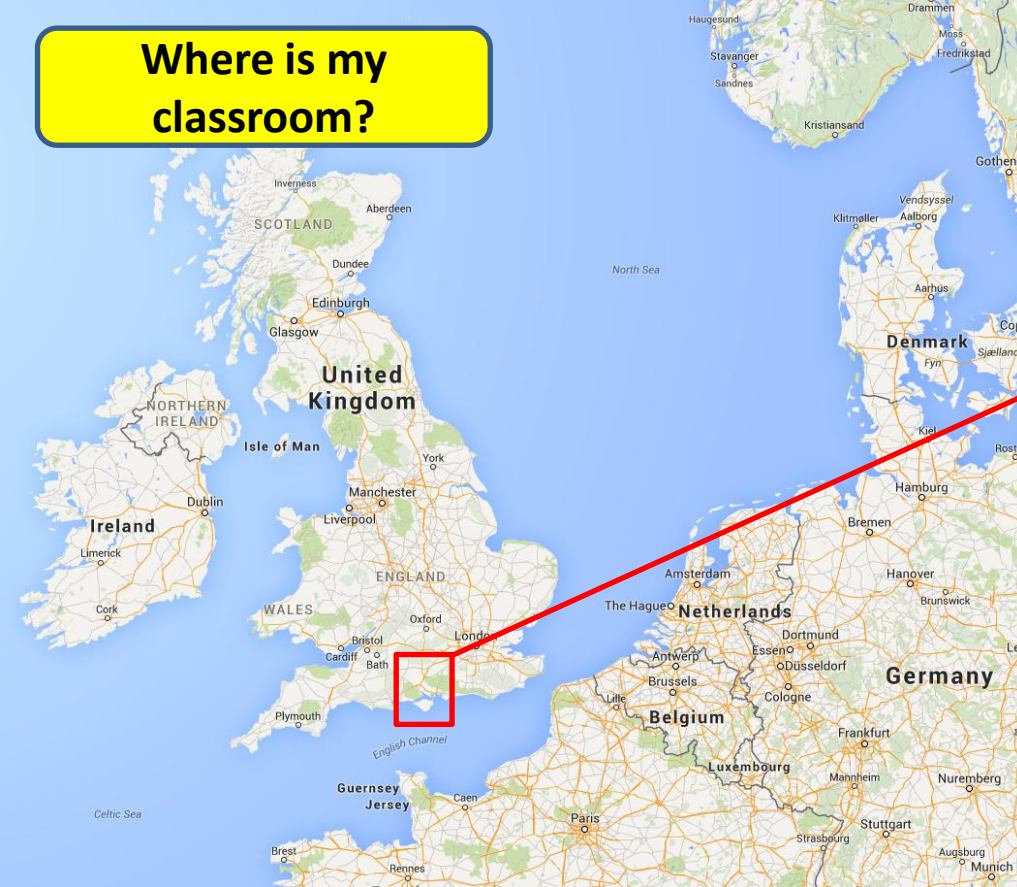 Where is my
classroom?
Haugesund
Drammen
Moss
Stavanger
Fredrikstad
Sandnes
Kristiansand
Gothen
Inverness
Vendsyssel
Aberdeen
Klitmøller
Aalborg
SCOTLAND
Dundee
North Sea
Aarhus
Edinburgh
Glasgow
Cop
Denmark
Sjælland
Fyn
United
Kingdom
NORTHERN
IRELAND
Isle of Man
Kiel
Rost
York
Manchester
Hamburg
Dublin
Liverpool
Bremen
Ireland
Limerick
ENGLAND
Amsterdam
Hanover
Brunswick
Cork
WALES
The Hague
Netherlands
Oxford
London
Dortmund
Bristol
Essen
Cardiff
Bath
Antwerp
Düsseldorf
Le
Brussels
Germany
Lille
Cologne
Plymouth
Belgium
Frankfurt
English Channel
Luxembourg
Mannheim
Nuremberg
Guernsey
Jersey
Caen
Celtic Sea
Paris
Stuttgart
Strasbourg
Brest
Augsburg
Rennes
Munich